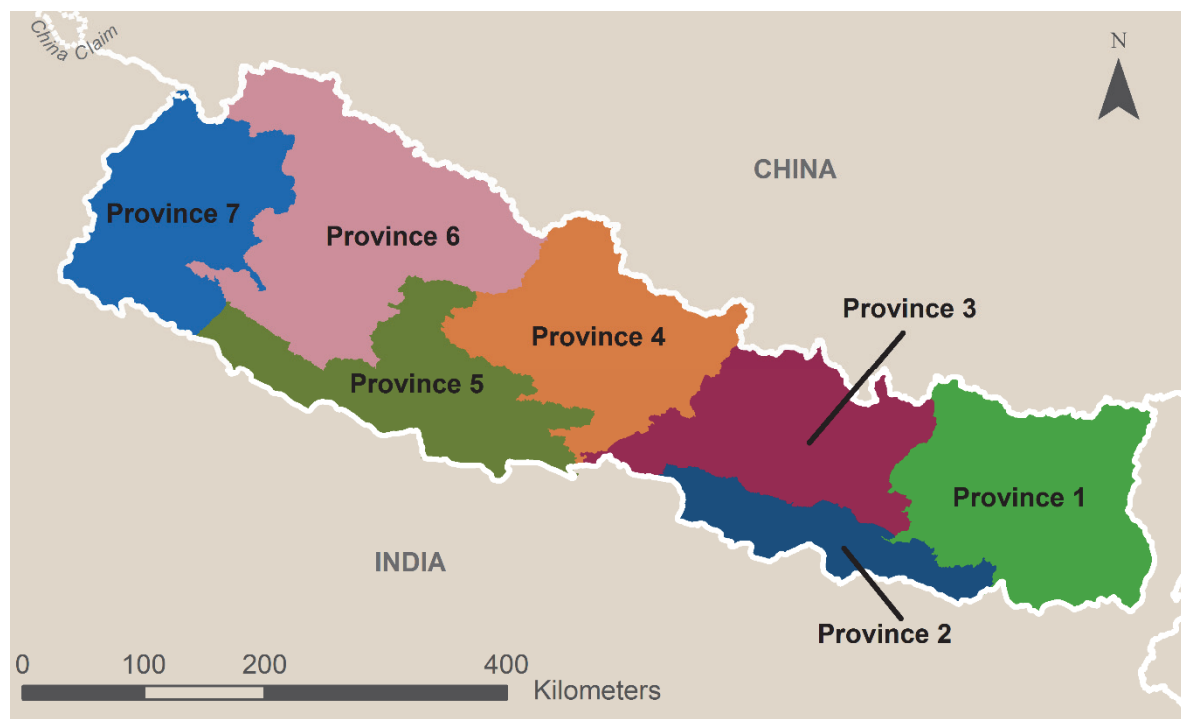 China Claim
N
CHINA
Province 7
Province 6
Province 3
Province 4
Province 5
Province 1
INDIA
Province 2
0 100 200 400
Kilometers